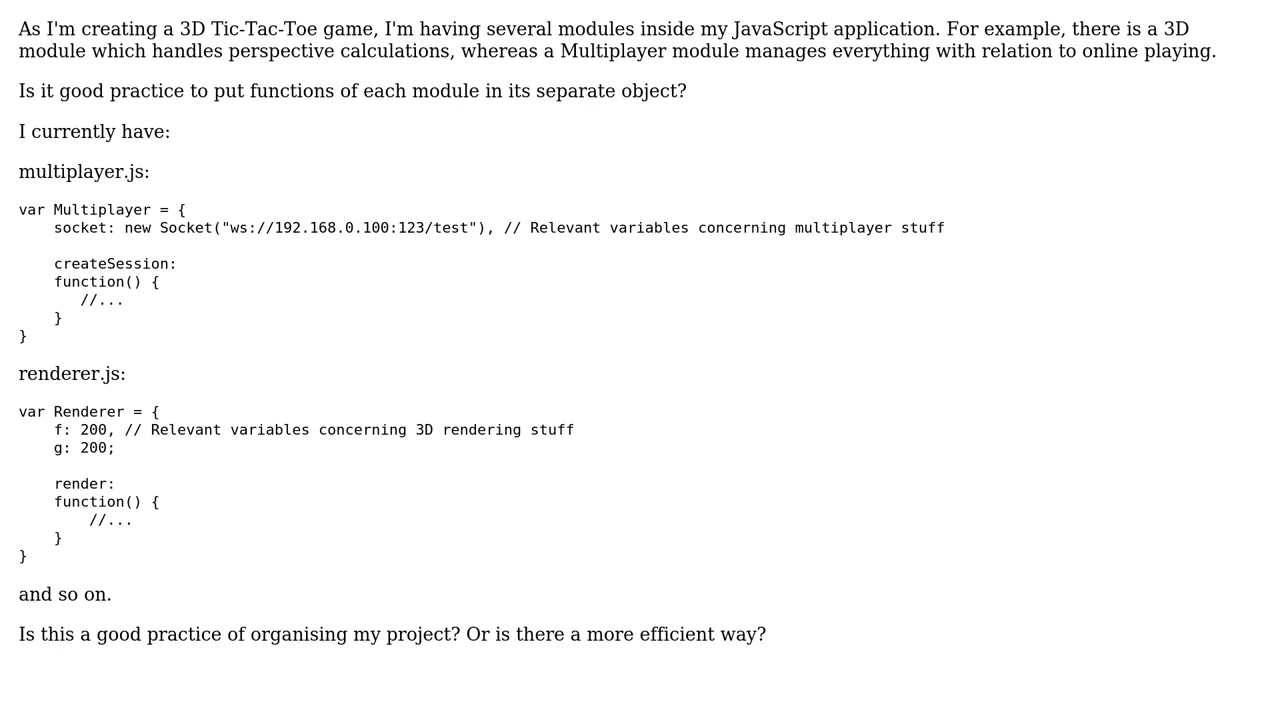 As I'm creating a 3D Tic-Tac-Toe game, I'm having several modules inside my JavaScript application. For example, there is a 3D
module which handles perspective calculations, whereas a Multiplayer module manages everything with relation to online playing.
Is it good practice to put functions of each module in its separate object?
I currently have:
multiplayer.js:
var Multiplayer = {
    socket: new Socket("ws://192.168.0.100:123/test"), // Relevant variables concerning multiplayer stuff
    createSession:
    function() {
       //...
    }
}
renderer.js:
var Renderer = {
    f: 200, // Relevant variables concerning 3D rendering stuff
    g: 200;
    render:
    function() {
        //...
    }
}
and so on.
Is this a good practice of organising my project? Or is there a more efficient way?